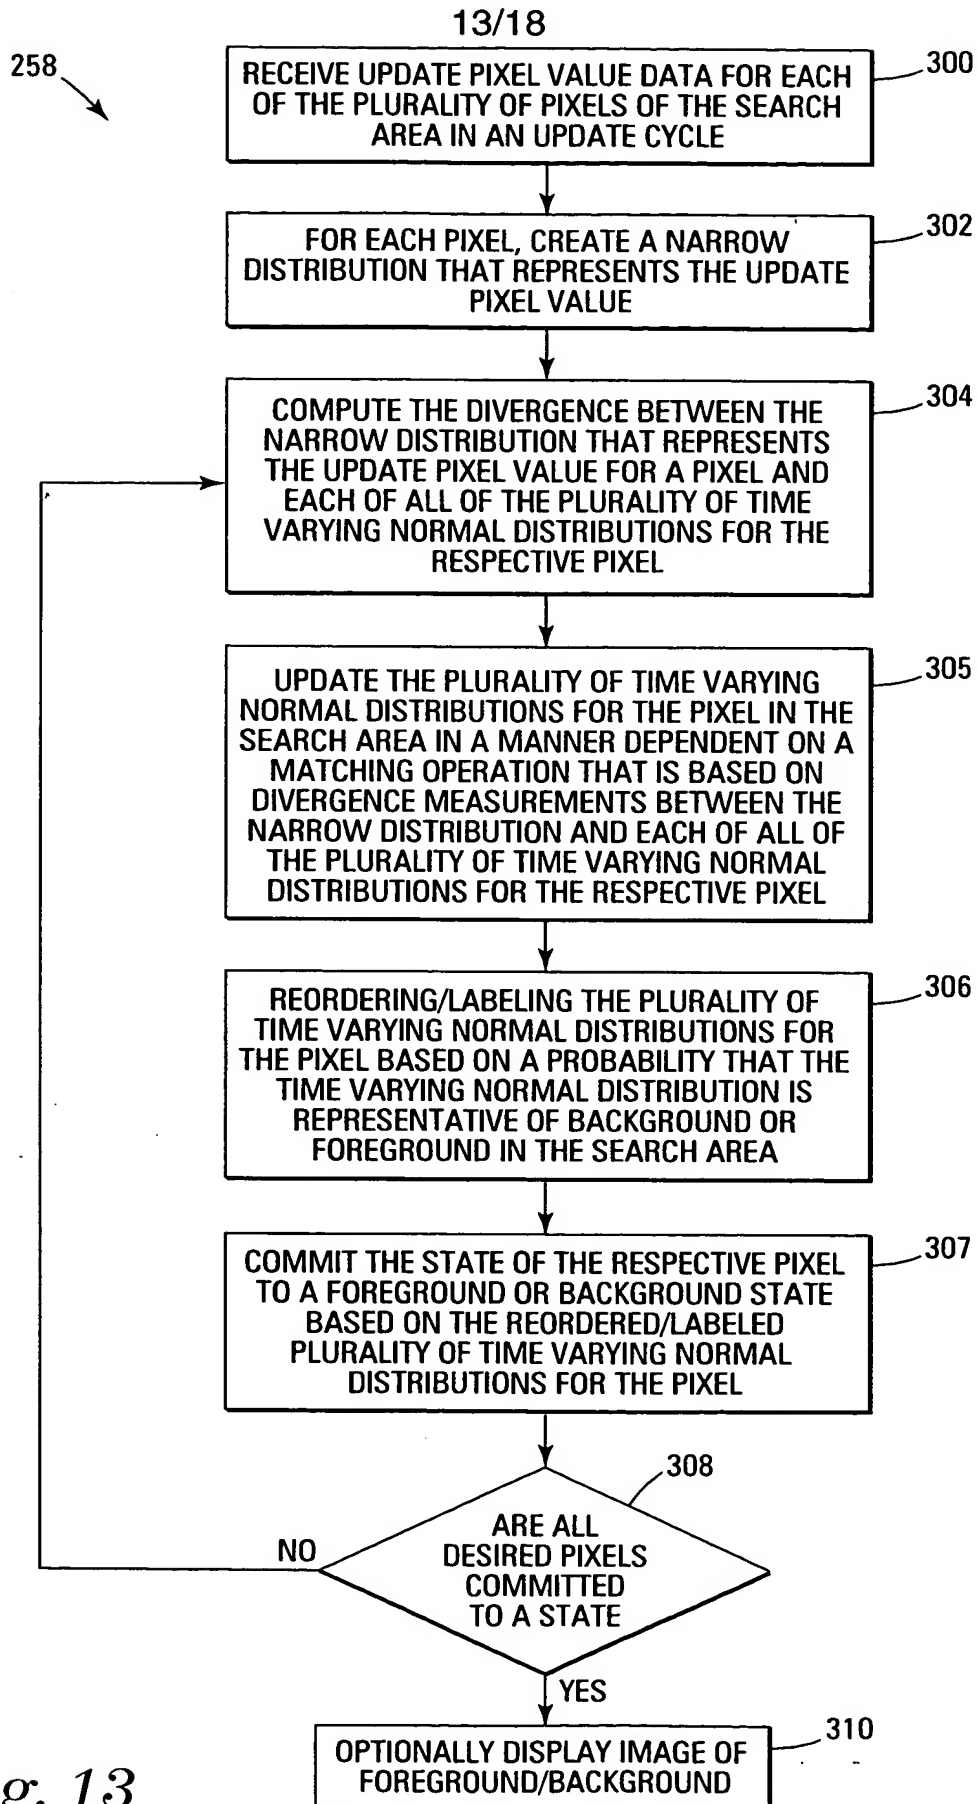 13/18
258
RECEIVE UPDATE PIXEL VALUE DATA FOR EACH
OF THE PLURALITY OF PIXELS OF THE SEARCH
AREA IN AN UPDATE CYCLE
300
FOR EACH PIXEL, CREATE A NARROW
DISTRIBUTION THAT REPRESENTS THE UPDATE
PIXEL VALUE
302
COMPUTE THE DIVERGENCE BETWEEN THE
NARROW DISTRIBUTION THAT REPRESENTS
THE UPDATE PIXEL VALUE FOR A PIXEL AND
EACH OF ALL OF THE PLURALITY OF TIME
VARYING NORMAL DISTRIBUTIONS FOR THE
RESPECTIVE PIXEL
304
UPDATE THE PLURALITY OF TIME VARYING
NORMAL DISTRIBUTIONS FOR THE PIXEL IN THE
SEARCH AREA IN A MANNER DEPENDENT ON A
MATCHING OPERATION THAT IS BASED ON
DIVERGENCE MEASUREMENTS BETWEEN THE
NARROW DISTRIBUTION AND EACH OF ALL OF
THE PLURALITY OF TIME VARYING NORMAL
DISTRIBUTIONS FOR THE RESPECTIVE PIXEL
305
REORDERING/LABELING THE PLURALITY OF
TIME VARYING NORMAL DISTRIBUTIONS FOR
THE PIXEL BASED ON A PROBABILITY THAT THE
TIME VARYING NORMAL DISTRIBUTION IS
REPRESENTATIVE OF BACKGROUND OR
FOREGROUND IN THE SEARCH AREA
306
COMMIT THE STATE OF THE RESPECTIVE PIXEL
TO A FOREGROUND OR BACKGROUND STATE
BASED ON THE REORDERED/LABELED
PLURALITY OF TIME VARYING NORMAL
DISTRIBUTIONS FOR THE PIXEL
307
ARE ALL
DESIRED PIXELS
COMMITTED
TO A STATE
308
NO
YES
OPTIONALLY DISPLAY IMAGE OF
FOREGROUND/BACKGROUND
310
g. 13